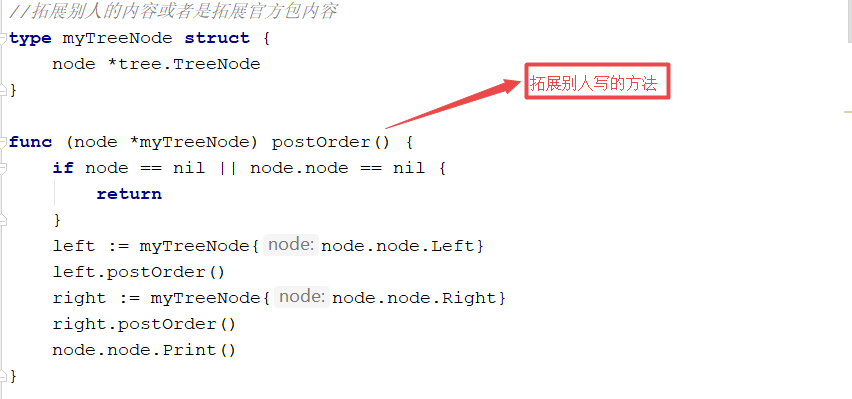 //拓展别人的内容或者是拓展官方包内容
type myTreeNode struct {
    node *tree.TreeNode
}
拓展别人写的方法
func (node *myTreeNode) postOrder() {
    if node == nil || node.node == nil {
        return
    }
    left := myTreeNode{ node: node.node.Left}
    left.postOrder()
    right := myTreeNode{ node: node.node.Right}
    right.postOrder()
    node.node.Print()
}